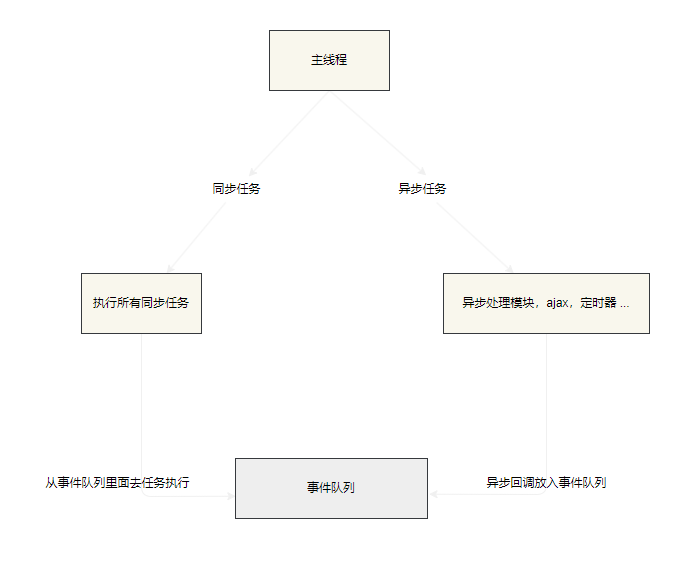 主线程
同步任务
异步任务
执行所有同步任务
异步处理模块，ajax，定时器 ...
从事件队列里面去任务执行
事件队列
异步回调放入事件队列